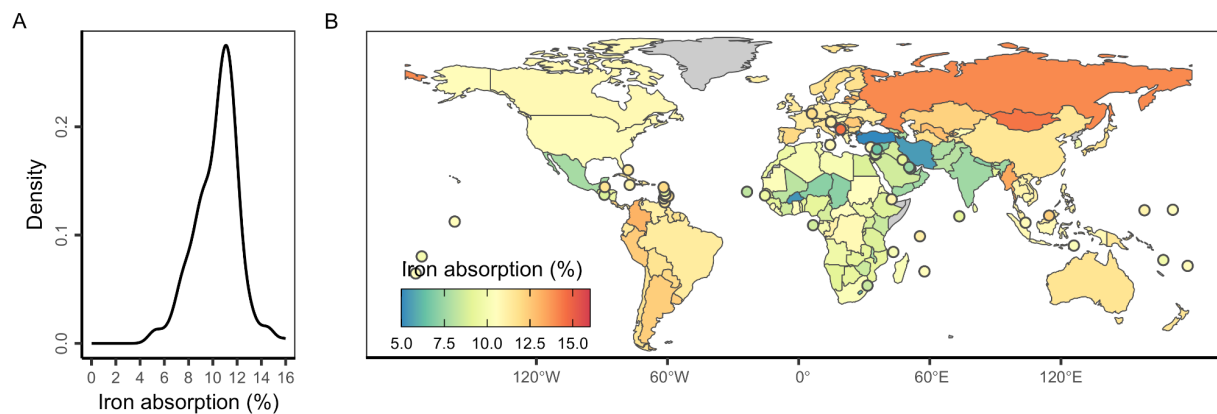 A
B
Density
0.0
0.1
0.2
0 2 4 6 8 10 12 14 16
Iron absorption (%)
Iron absorption (%)
5.0 7.5 10.0 12.5 15.0
120°W 60°W 0° 60°E 120°E